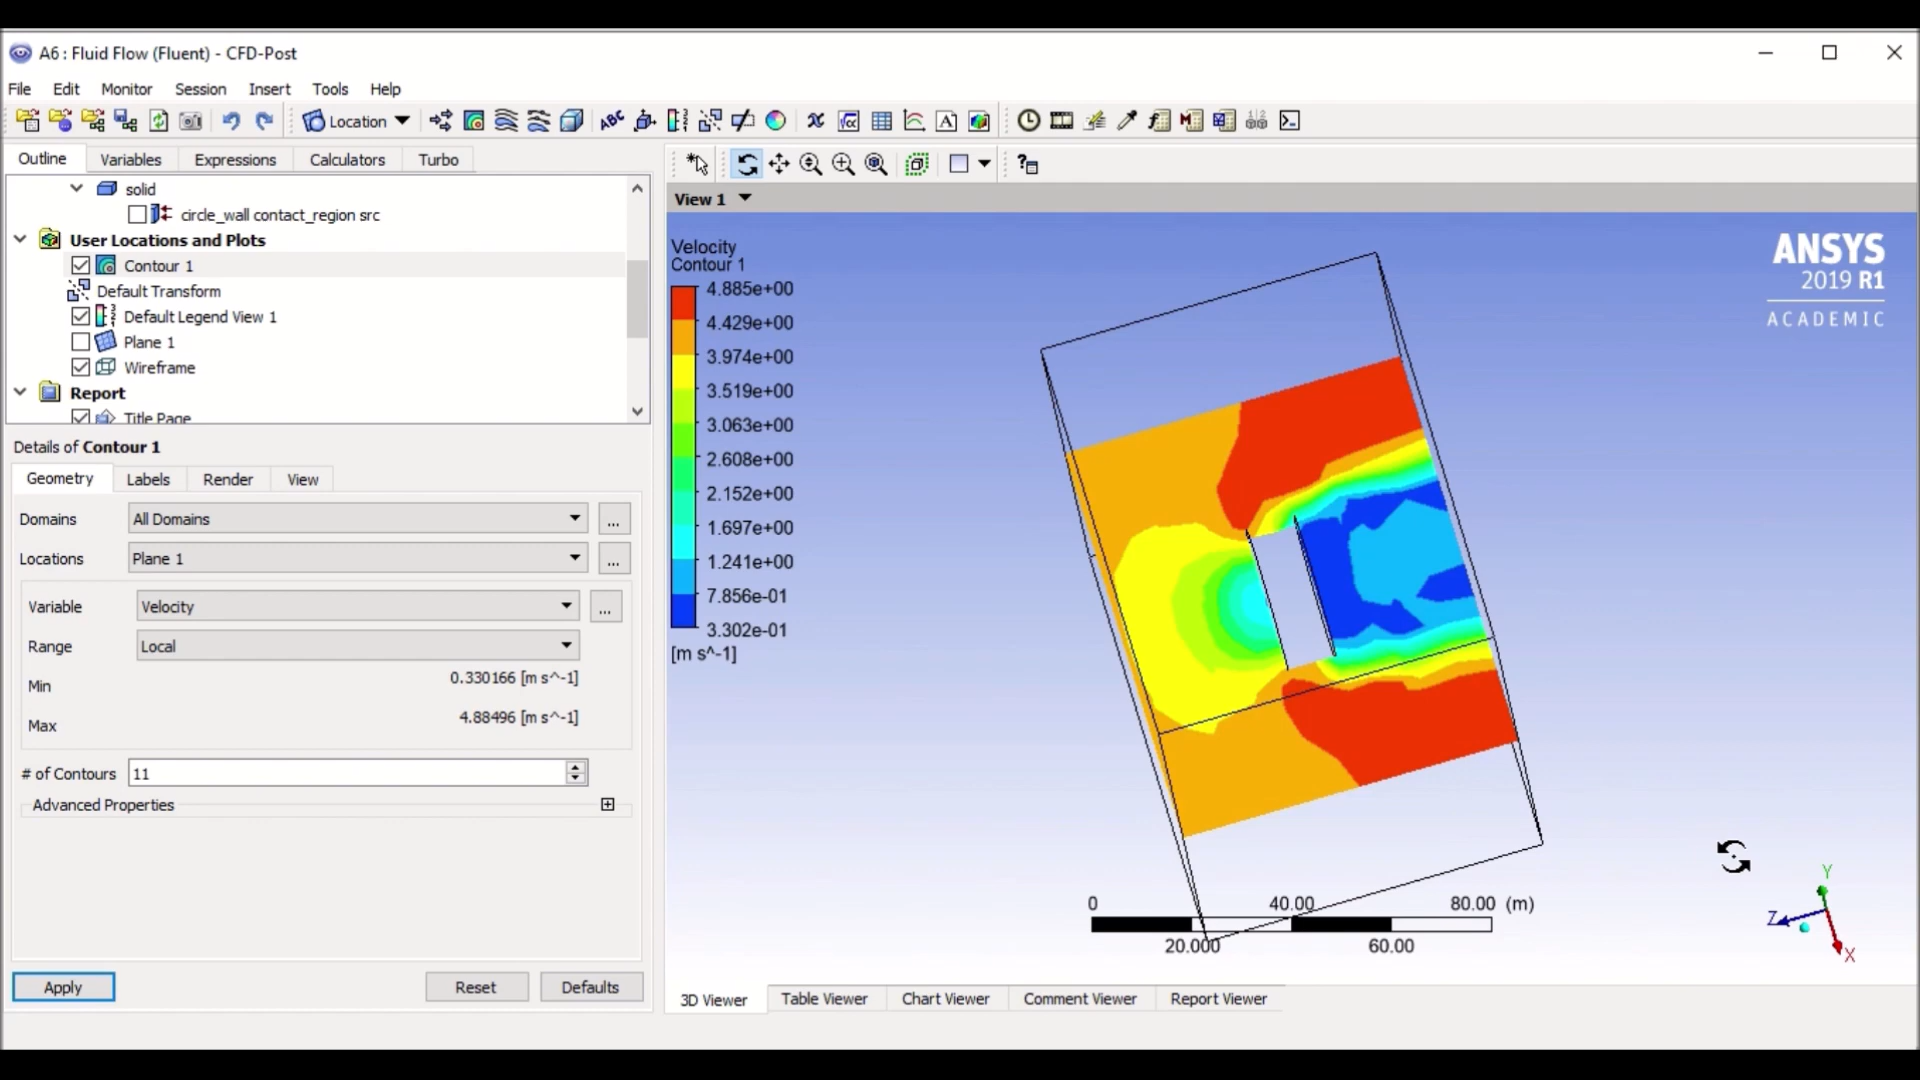 A6 : Fluid Flow (Fluent) - CFD-Post
File Edit Monitor Session Insert Tools Help
Location
Outline Variables Expressions Calculators Turbo
solid
circle_wall contact_region src
User Locations and Plots
Contour 1
Default Transform
Default Legend View 1
Plane 1
Wireframe
Report
Title Page
Details of Contour 1
Geometry Labels Render View
Domains All Domains ...
Locations Plane 1 ...
Variable Velocity ...
Range Local
Min 0.330166 [m s^-1]
Max 4.88496 [m s^-1]
# of Contours 11
Advanced Properties
Apply Reset Defaults
View 1
Velocity
Contour 1
4.885e+00
4.429e+00
3.974e+00
3.519e+00
3.063e+00
2.608e+00
2.152e+00
1.697e+00
1.241e+00
7.856e-01
3.302e-01
[m s^-1]
ANSYS
2019 R1
ACADEMIC
0 40.00 80.00 (m)
20.000 60.00
Y
Z
X
3D Viewer Table Viewer Chart Viewer Comment Viewer Report Viewer